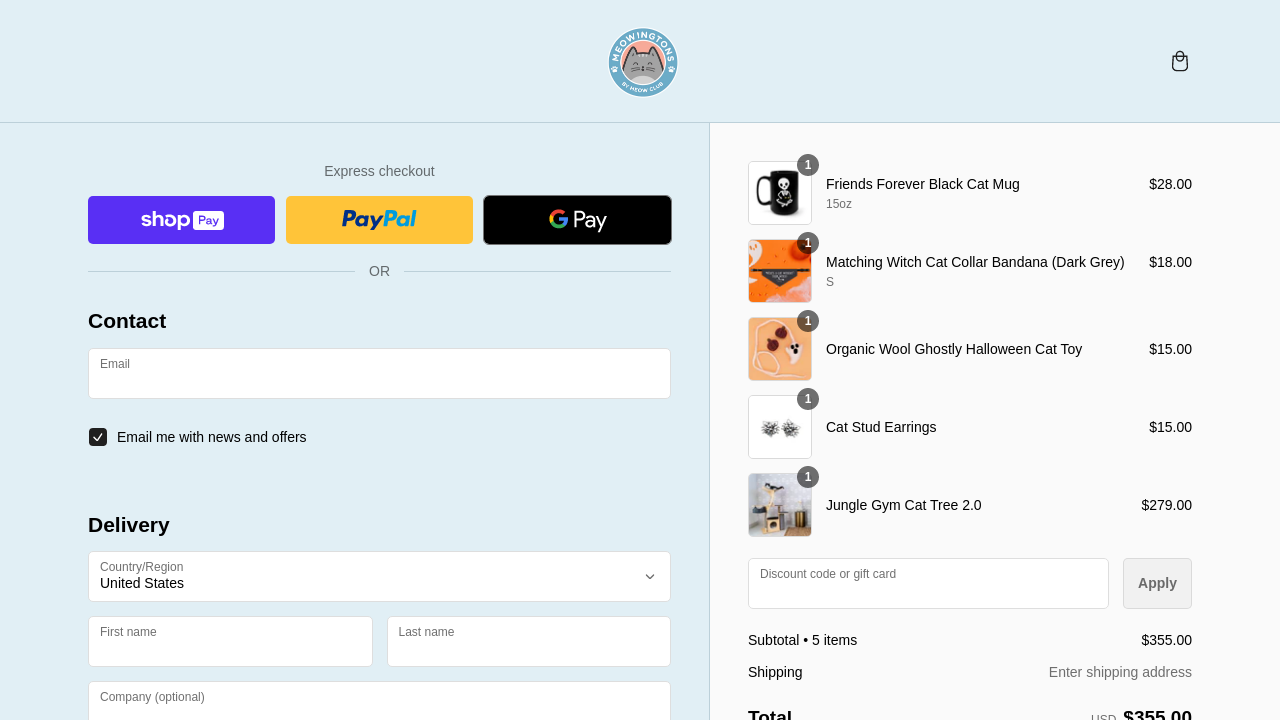 MEOWINGTONS
BY MEOW CLUB
Express checkout
shop Pay
PayPal
G Pay
OR
Contact
Email
Email me with news and offers
Delivery
Country/Region
United States
First name
Last name
Company (optional)
1
Friends Forever Black Cat Mug
$28.00
15oz
1
Matching Witch Cat Collar Bandana (Dark Grey)
$18.00
S
1
Organic Wool Ghostly Halloween Cat Toy
$15.00
1
Cat Stud Earrings
$15.00
1
Jungle Gym Cat Tree 2.0
$279.00
Discount code or gift card
Apply
Subtotal • 5 items
$355.00
Shipping
Enter shipping address
Total
USD $355.00